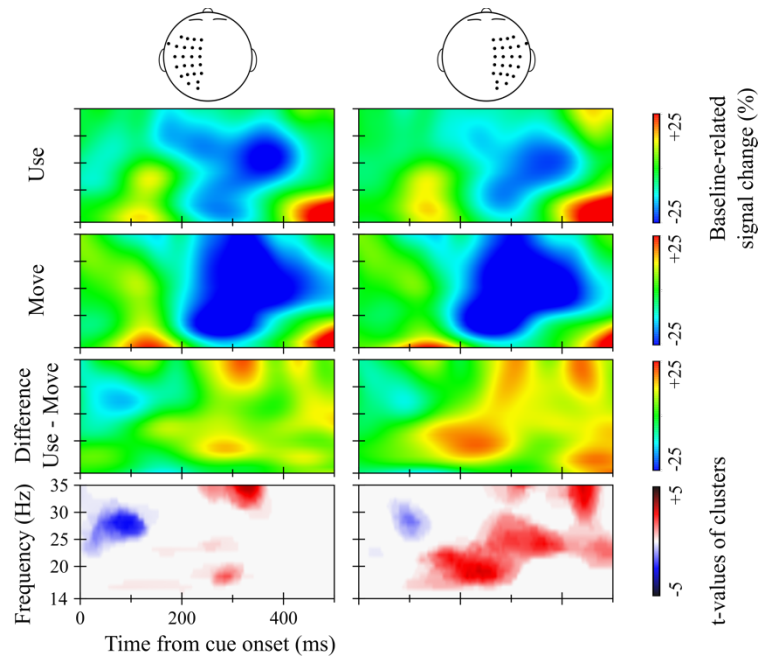 Use
+25
-25
Baseline-related
signal change (%)
Move
+25
-25
Difference
Use - Move
+25
-25
Frequency (Hz)
35
30
25
20
14
+5
-5
t-values of clusters
0
200
400
Time from cue onset (ms)